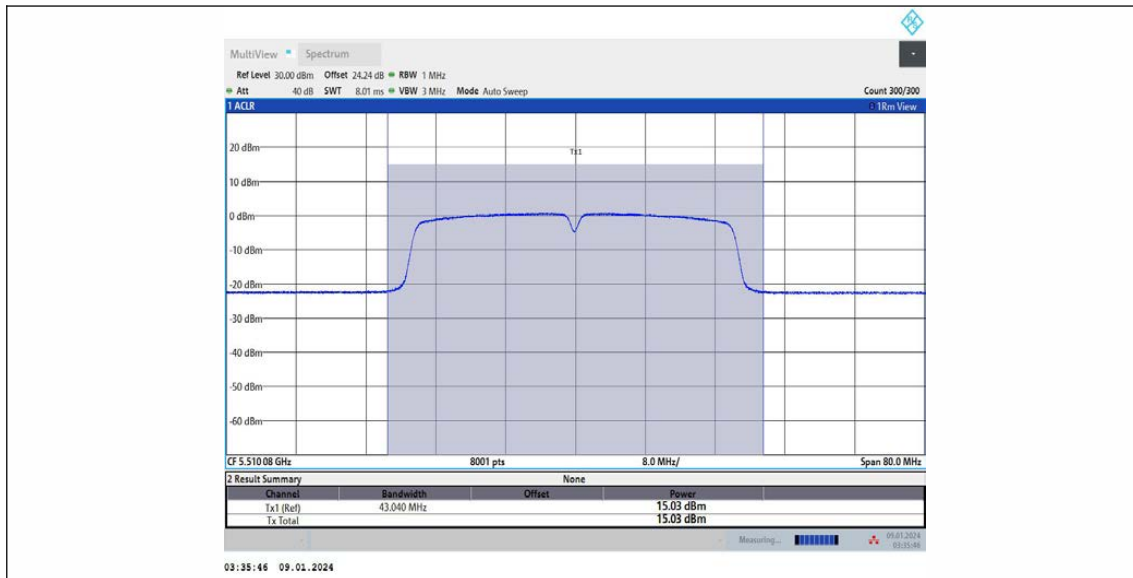 MultiView Spectrum
Ref Level 30.00 dBm Offset 24.24 dB RBW 1 MHz
Att 40 dB SWT 8.01 ms VBW 3 MHz Mode Auto Sweep Count 300/300
1 ACLR 1Rm View
Tx1
20 dBm
10 dBm
0 dBm
-10 dBm
-20 dBm
-30 dBm
-40 dBm
-50 dBm
-60 dBm
CF 5.510 08 GHz 8001 pts 8.0 MHz/ Span 80.0 MHz
2 Result Summary None
Channel Bandwidth Offset Power
Tx1 (Ref) 43.040 MHz 15.03 dBm
Tx Total 15.03 dBm
Measuring... 09.01.2024
03:35:46
03:35:46 09.01.2024